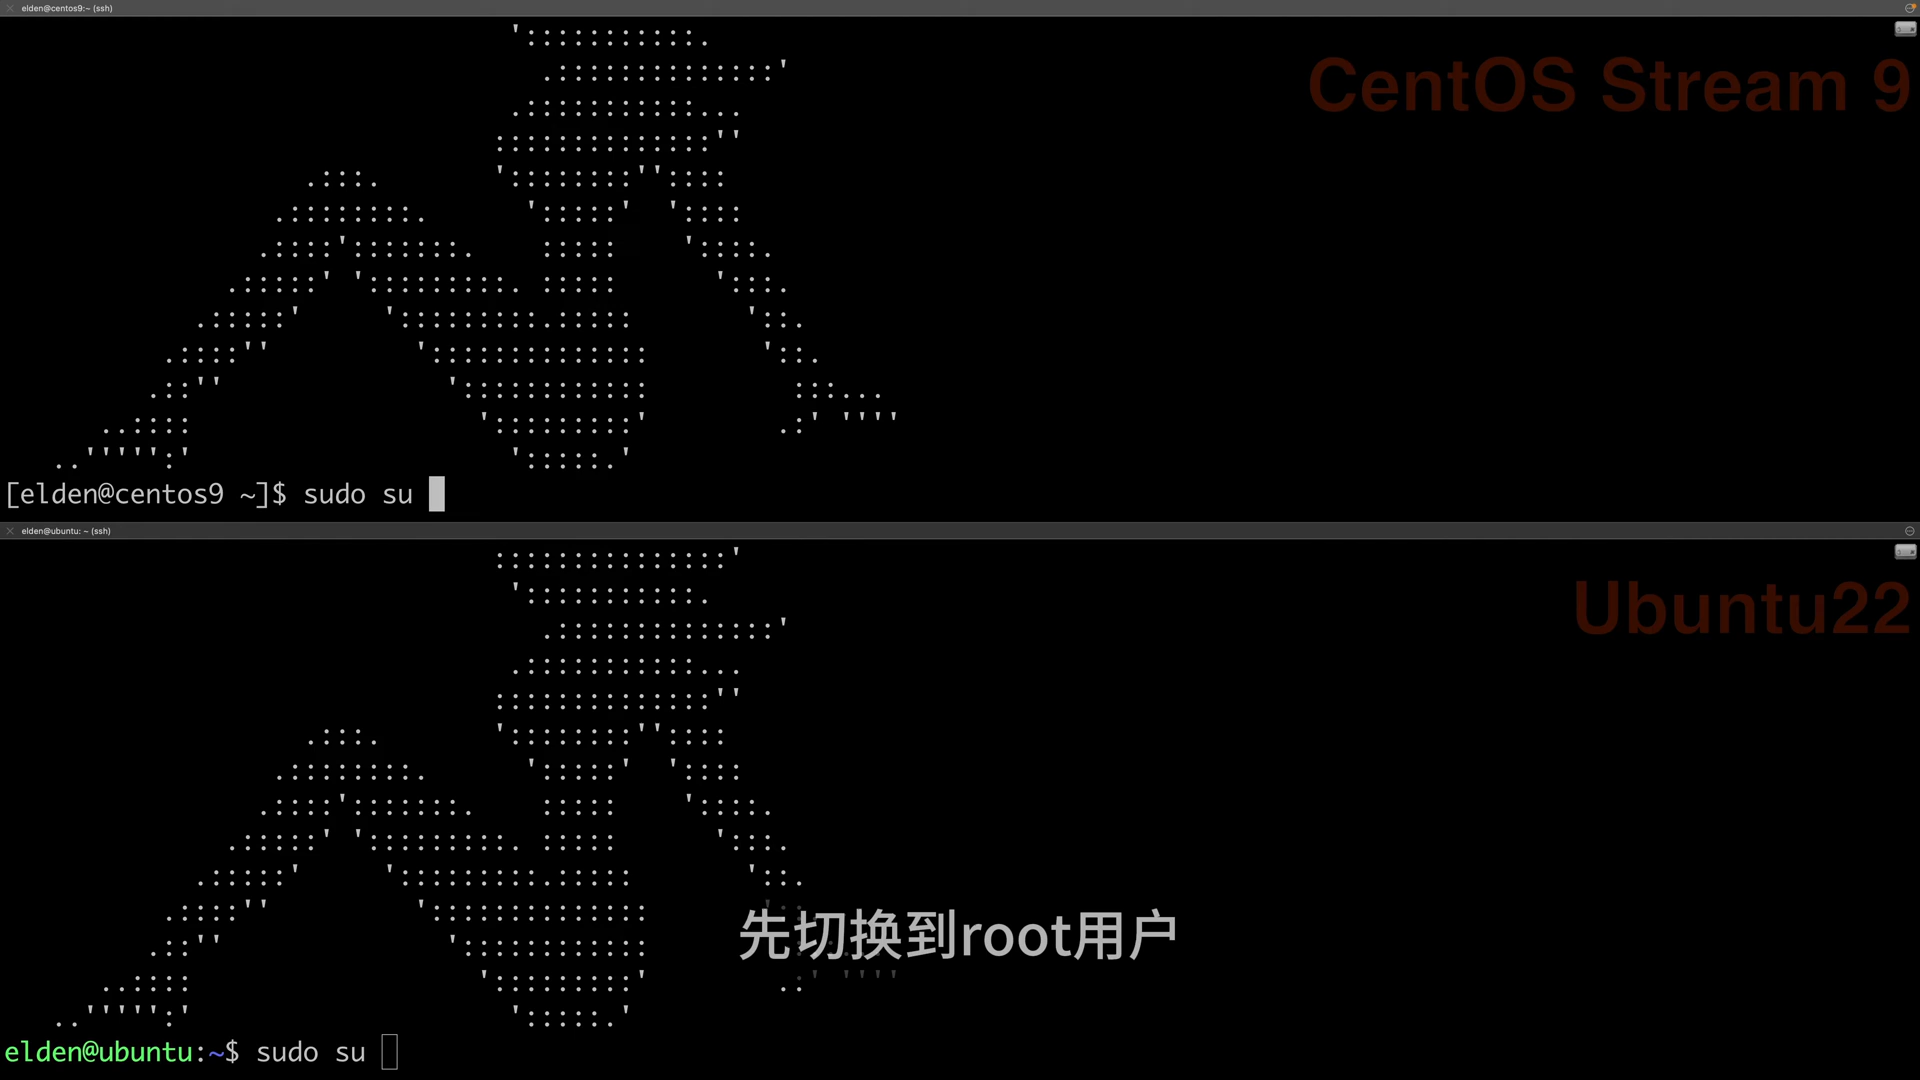 elden@centos9:~ (ssh)
CentOS Stream 9
[elden@centos9 ~]$ sudo su
elden@ubuntu: ~ (ssh)
Ubuntu22
先切换到root用户
elden@ubuntu:~$ sudo su